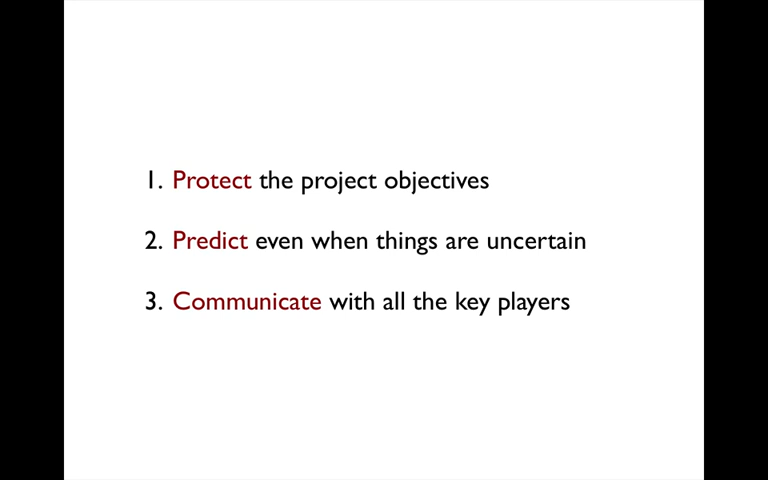 1. Protect the project objectives
2. Predict even when things are uncertain
3. Communicate with all the key players